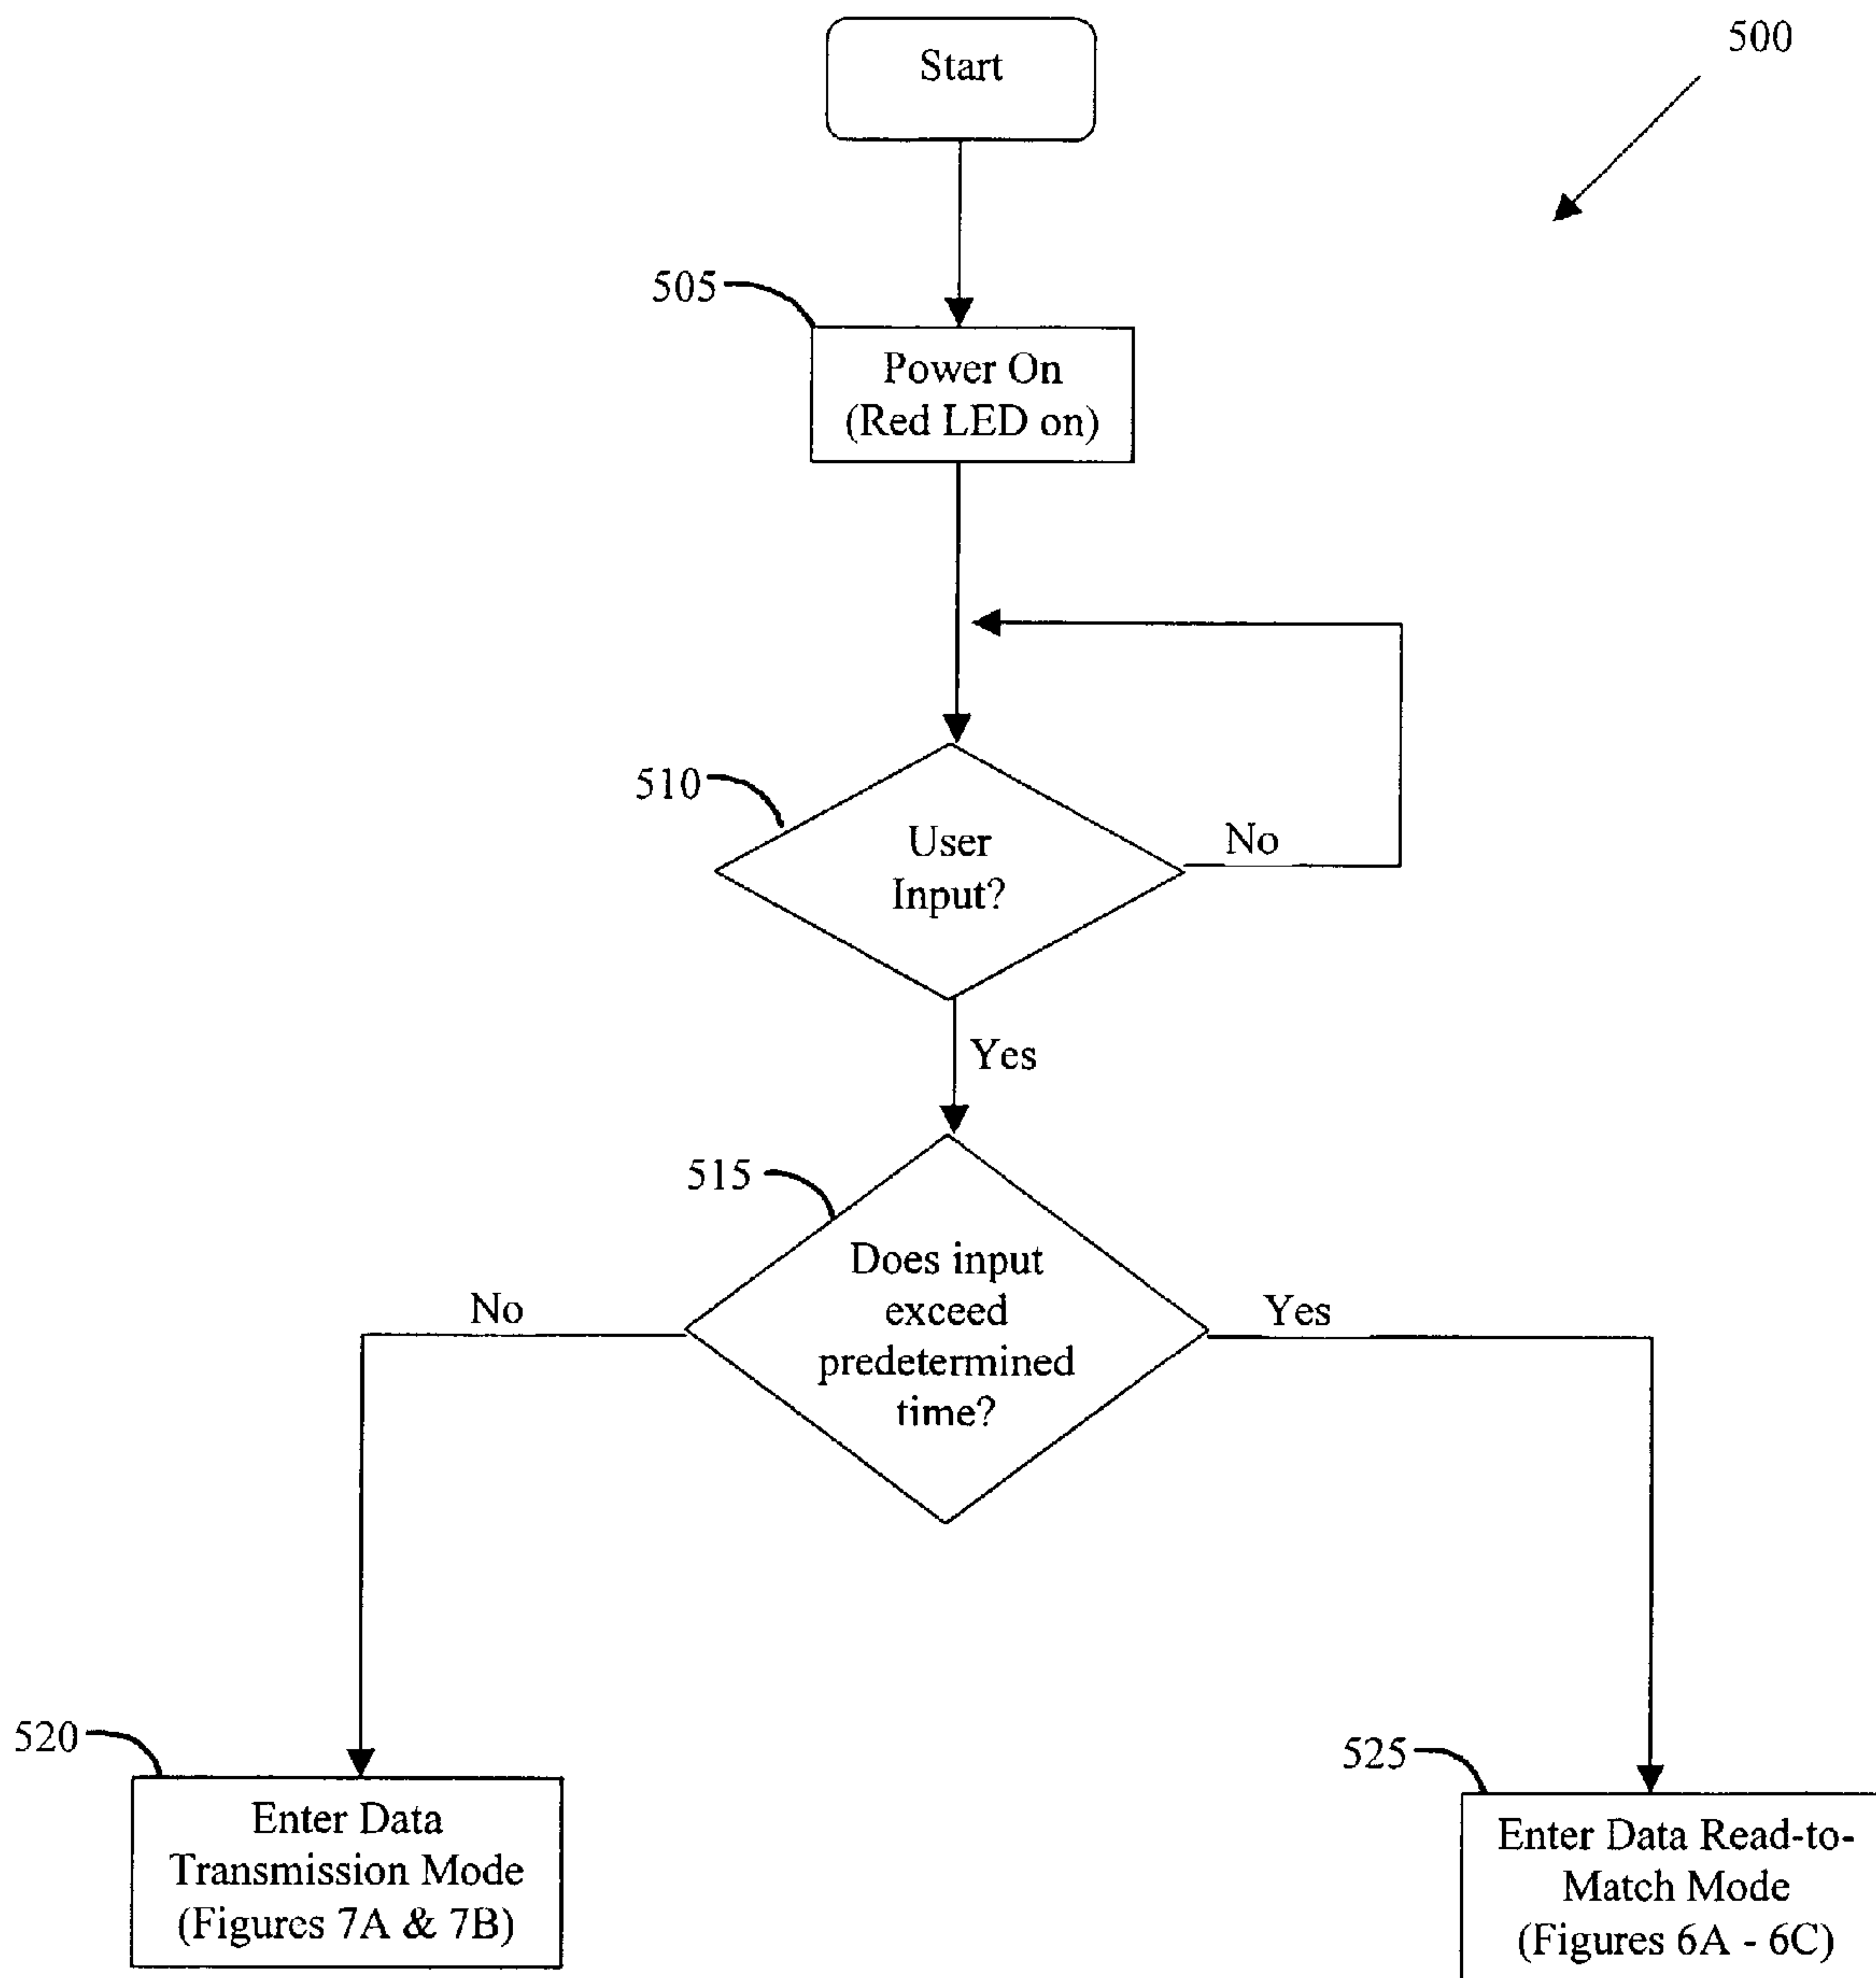 Start
500
505
Power On
(Red LED on)
510
User
Input?
No
Yes
515
Does input
exceed
predetermined
time?
No
Yes
520
Enter Data
Transmission Mode
(Figures 7A & 7B)
525
Enter Data Read-to-
Match Mode
(Figures 6A - 6C)